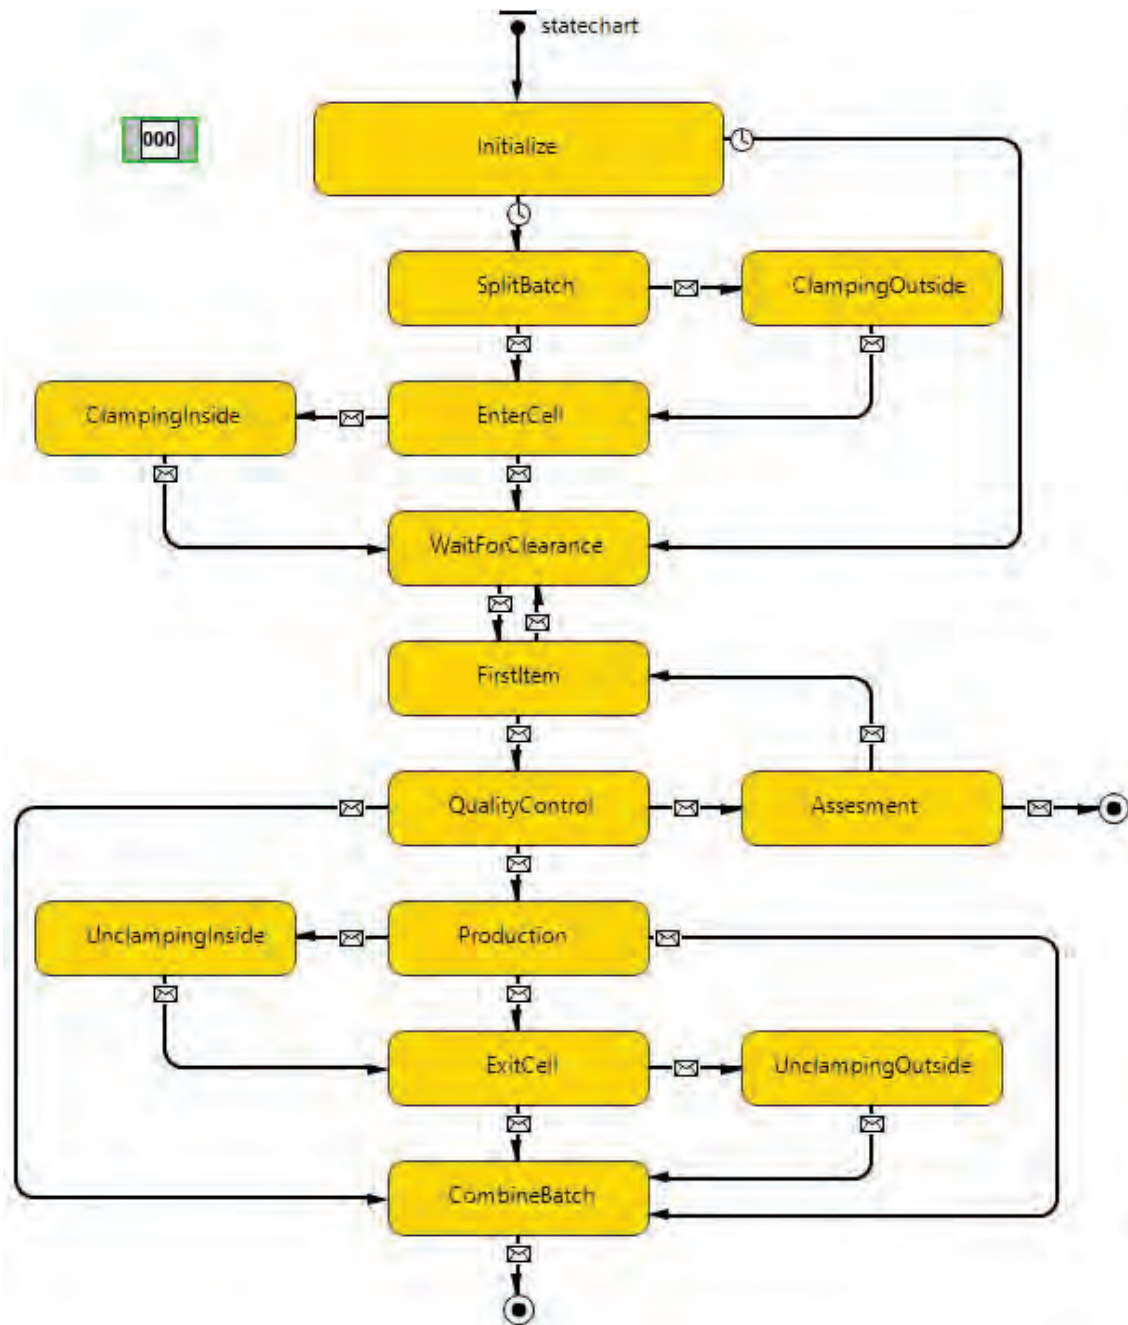 statechart
000
Initialize
SplitBatch
ClampingOutside
ClampingInside
EnterCell
WaitForClearance
FirstItem
QualityControl
Assesment
UnclampingInside
Production
ExitCell
UnclampingOutside
CombineBatch